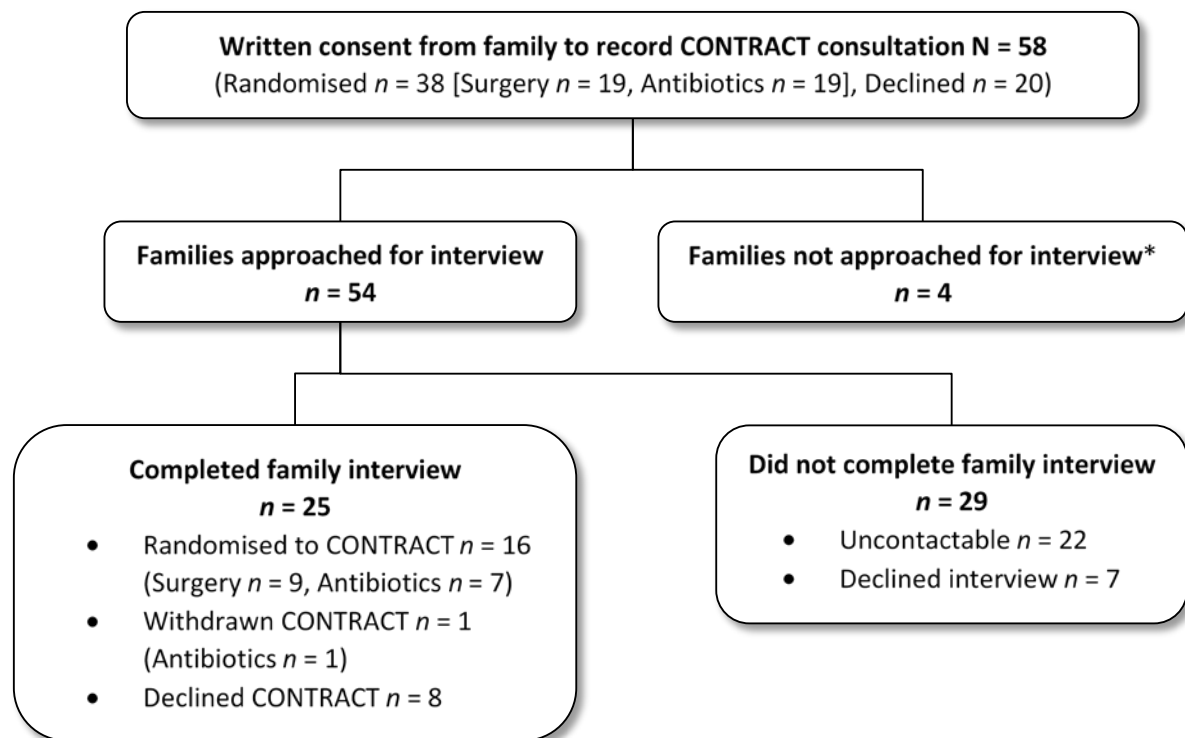 Written consent from family to record CONTRACT consultation N = 58
(Randomised n = 38 [Surgery n = 19, Antibiotics n = 19], Declined n = 20)
Families approached for interview
n = 54
Families not approached for interview*
n = 4
Completed family interview
n = 25
• Randomised to CONTRACT n = 16
(Surgery n = 9, Antibiotics n = 7)
• Withdrawn CONTRACT n = 1
(Antibiotics n = 1)
• Declined CONTRACT n = 8
Did not complete family interview
n = 29
• Uncontactable n = 22
• Declined interview n = 7